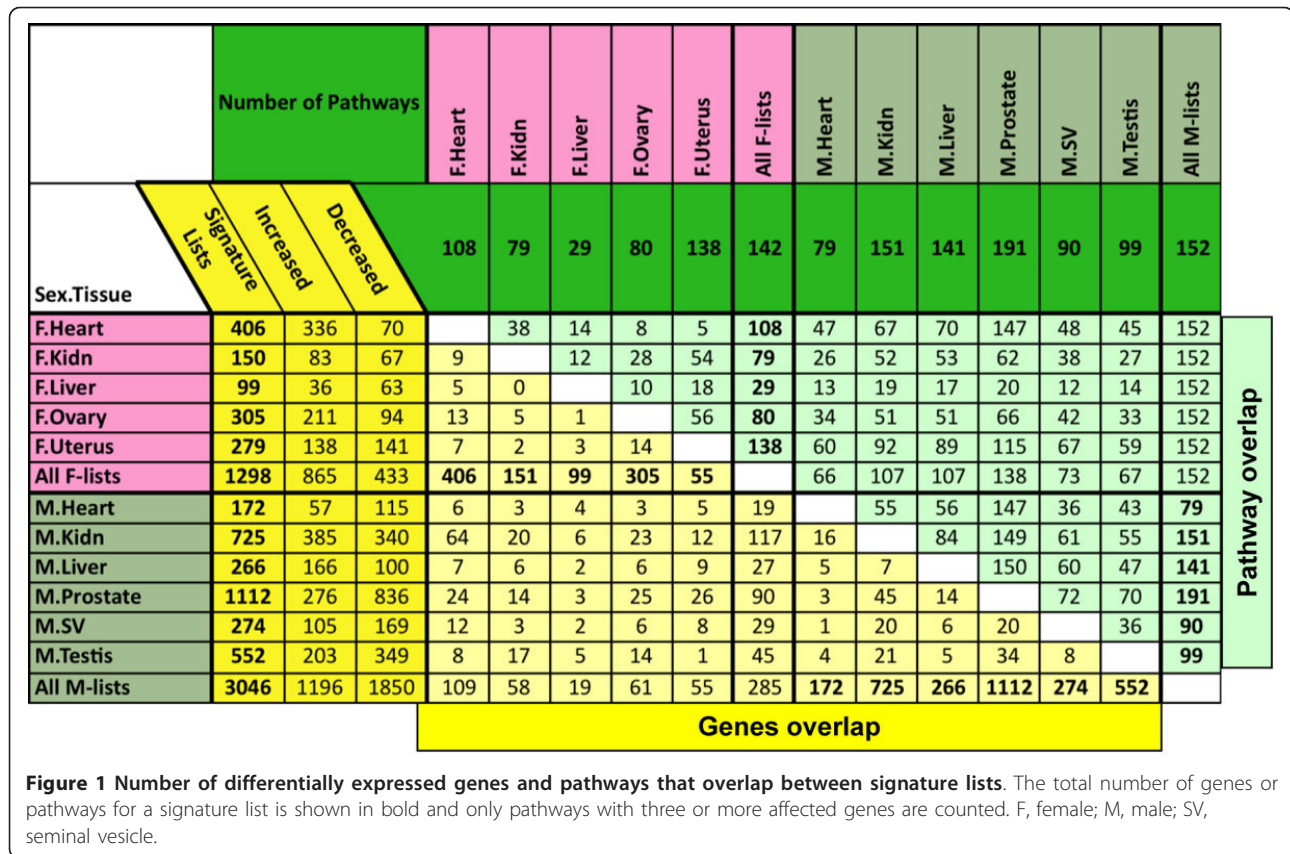 Number of Pathways F.Heart F.Kidn F.Liver F.Ovary F.Uterus All F-lists M.Heart M.Kidn M.Liver M.Prostate M.SV M.Testis All M-lists
Sex.Tissue Signature Lists Increased Decreased 108 79 29 80 138 142 79 151 141 191 90 99 152
F.Heart 406 336 70 38 14 8 5 108 47 67 70 147 48 45 152
F.Kidn 150 83 67 9 12 28 54 79 26 52 53 62 38 27 152
F.Liver 99 36 63 5 0 10 18 29 13 19 17 20 12 14 152
F.Ovary 305 211 94 13 5 1 56 80 34 51 51 66 42 33 152
F.Uterus 279 138 141 7 2 3 14 138 60 92 89 115 67 59 152
All F-lists 1298 865 433 406 151 99 305 55 66 107 107 138 73 67 152
M.Heart 172 57 115 6 3 4 3 5 19 55 56 147 36 43 79
M.Kidn 725 385 340 64 20 6 23 12 117 16 84 149 61 55 151
M.Liver 266 166 100 7 6 2 6 9 27 5 7 150 60 47 141
M.Prostate 1112 276 836 24 14 3 25 26 90 3 45 14 72 70 191
M.SV 274 105 169 12 3 2 6 8 29 1 20 6 20 36 90
M.Testis 552 203 349 8 17 5 14 1 45 4 21 5 34 8 99
All M-lists 3046 1196 1850 109 58 19 61 55 285 172 725 266 1112 274 552
Pathway overlap
Genes overlap
Figure 1 Number of differentially expressed genes and pathways that overlap between signature lists. The total number of genes or
pathways for a signature list is shown in bold and only pathways with three or more affected genes are counted. F, female; M, male; SV,
seminal vesicle.